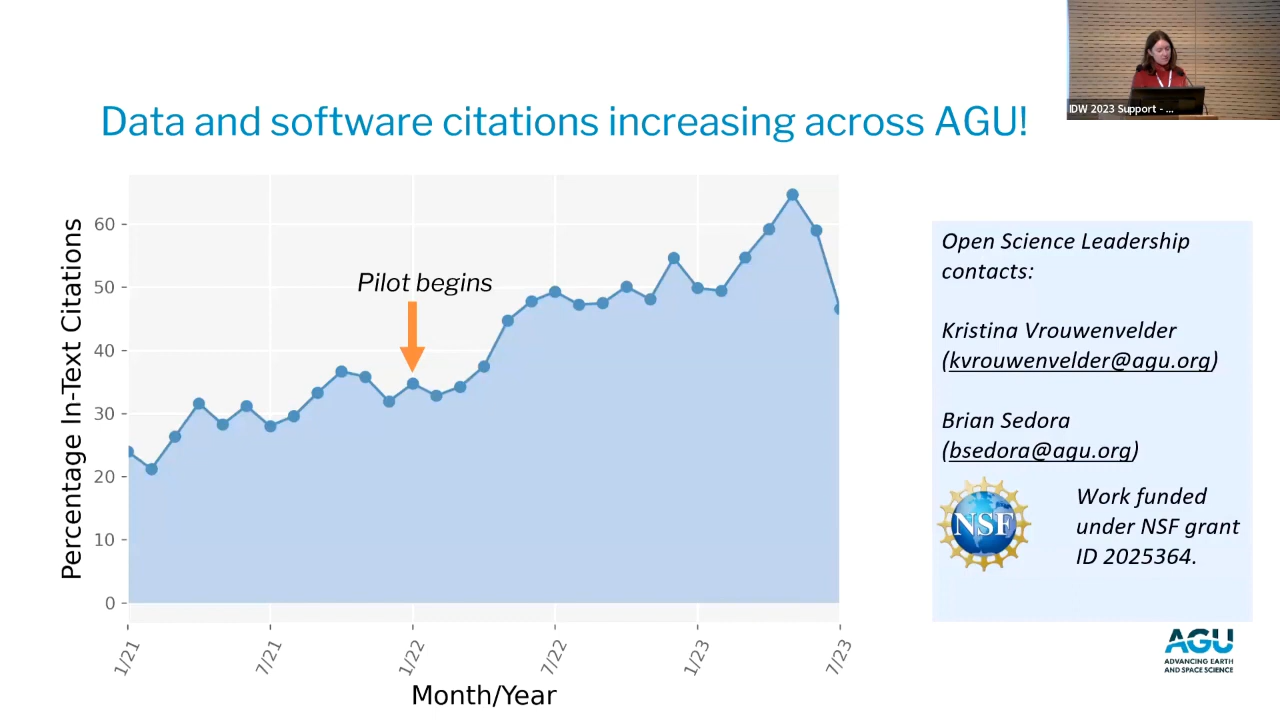 IDW 2023 Support - ...
Data and software citations increasing across AGU!
Percentage In-Text Citations
60
50
40
30
20
10
0
Pilot begins
1/21
7/21
1/22
7/22
1/23
7/23
Month/Year
Open Science Leadership
contacts:
Kristina Vrouwenvelder
(kvrouwenvelder@agu.org)
Brian Sedora
(bsedora@agu.org)
NSF
Work funded
under NSF grant
ID 2025364.
AGU
ADVANCING EARTH
AND SPACE SCIENCE